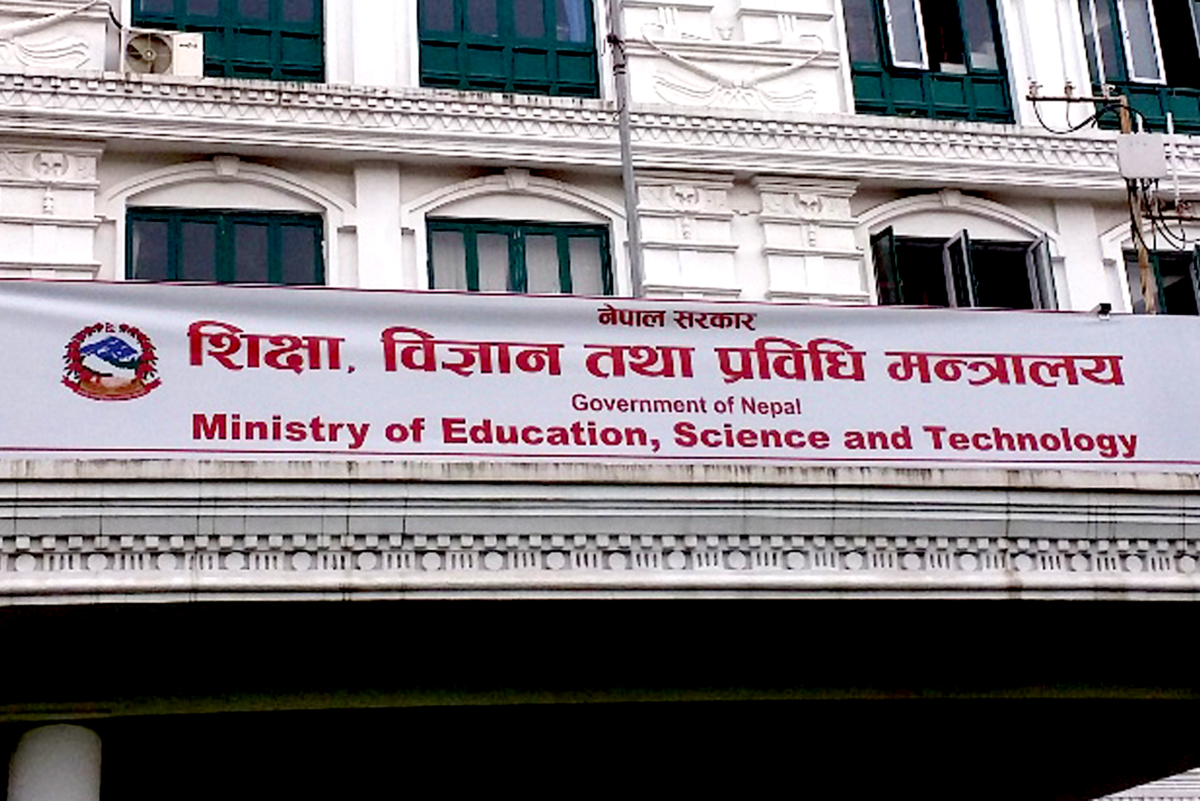 नेपाल सरकार
शिक्षा, विज्ञान तथा प्रविधि मन्त्रालय
Government of Nepal
Ministry of Education, Science and Technology